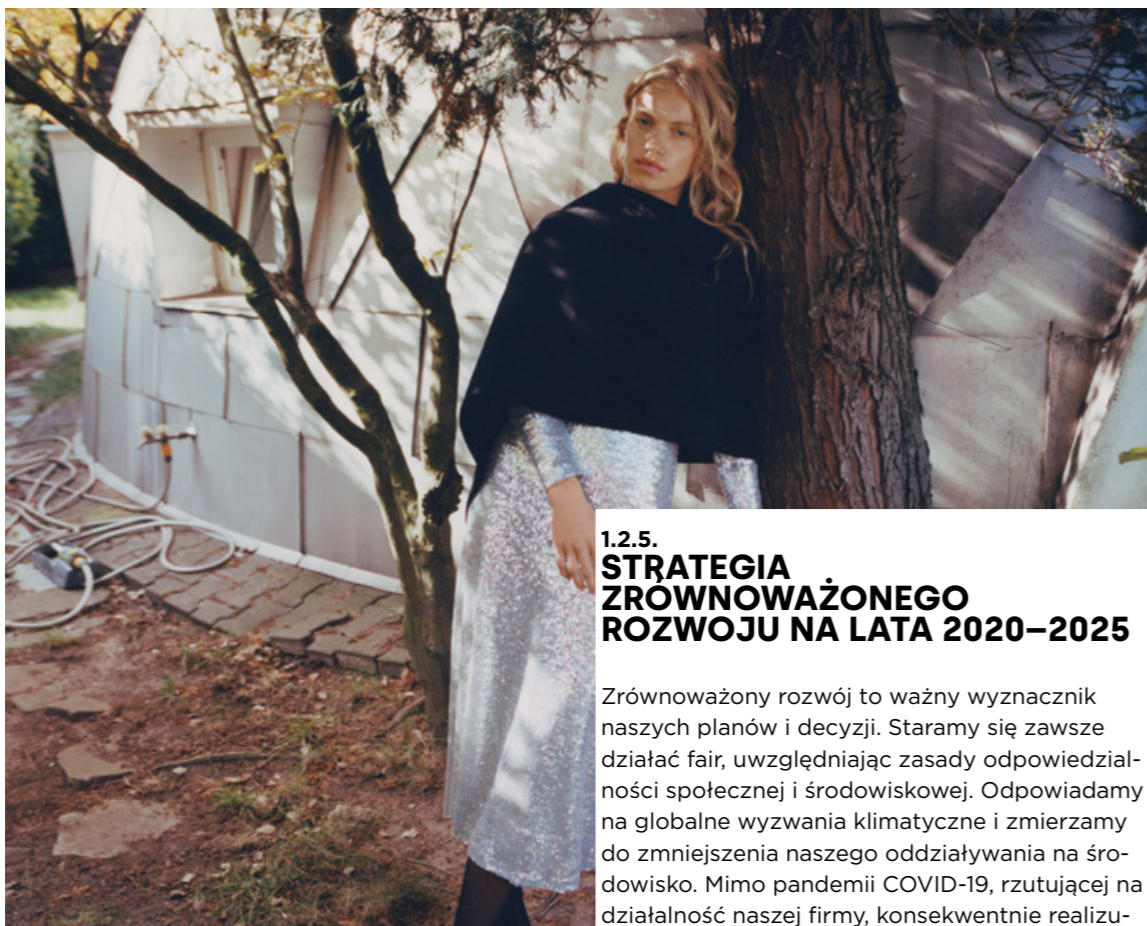 1.2.5.
STRATEGIA
ZRÓWNOWAŻONEGO
ROZWOJU NA LATA 2020–2025
Zrównoważony rozwój to ważny wyznacznik
naszych planów i decyzji. Staramy się zawsze
działać fair, uwzględniając zasady odpowiedzial-
ności społecznej i środowiskowej. Odpowiadamy
na globalne wyzwania klimatyczne i zmierzamy
do zmniejszenia naszego oddziaływania na śro-
dowisko. Mimo pandemii COVID-19, rzutującej na
działalność naszej firmy, konsekwentnie realizu-